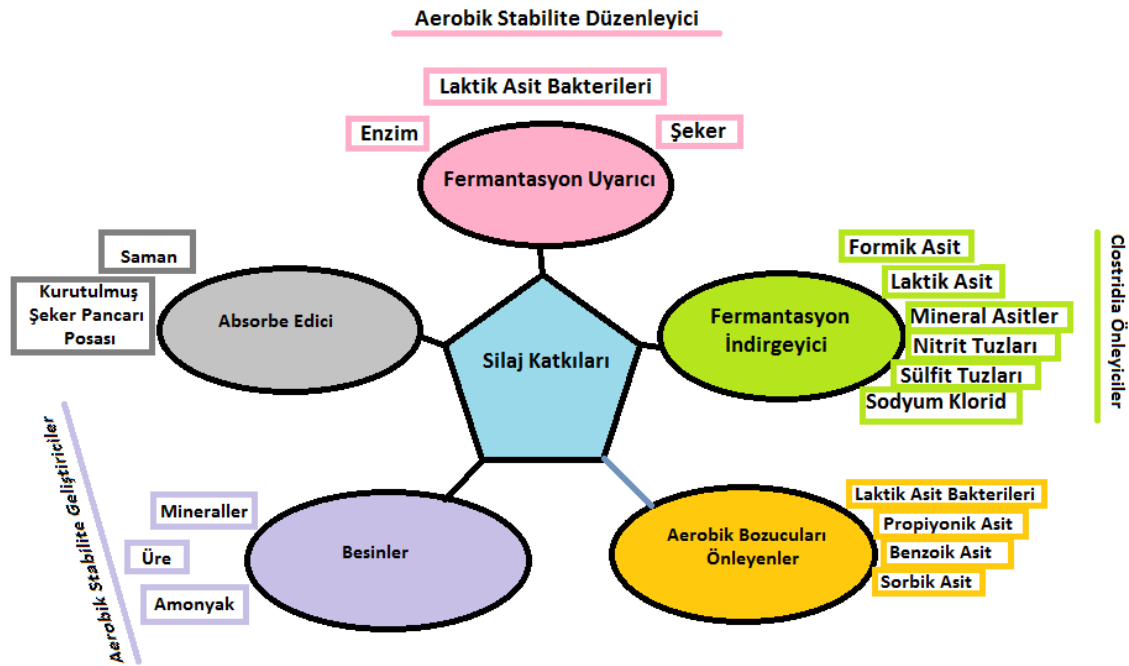 Aerobik Stabilite Düzenleyici
Laktik Asit Bakterileri
Enzim
Şeker
Fermantasyon Uyarıcı
Saman
Kurutulmuş
Şeker Pancarı
Posası
Absorbe Edici
Silaj Katkıları
Fermantasyon
İndirgeyici
Formik Asit
Laktik Asit
Mineral Asitler
Nitrit Tuzları
Sülfit Tuzları
Sodyum Klorid
Clostridia Önleyiciler
Aerobik Stabilite Geliştiriciler
Mineraller
Üre
Amonyak
Besinler
Aerobik Bozucuları
Önleyenler
Laktik Asit Bakterileri
Propiyonik Asit
Benzoik Asit
Sorbik Asit